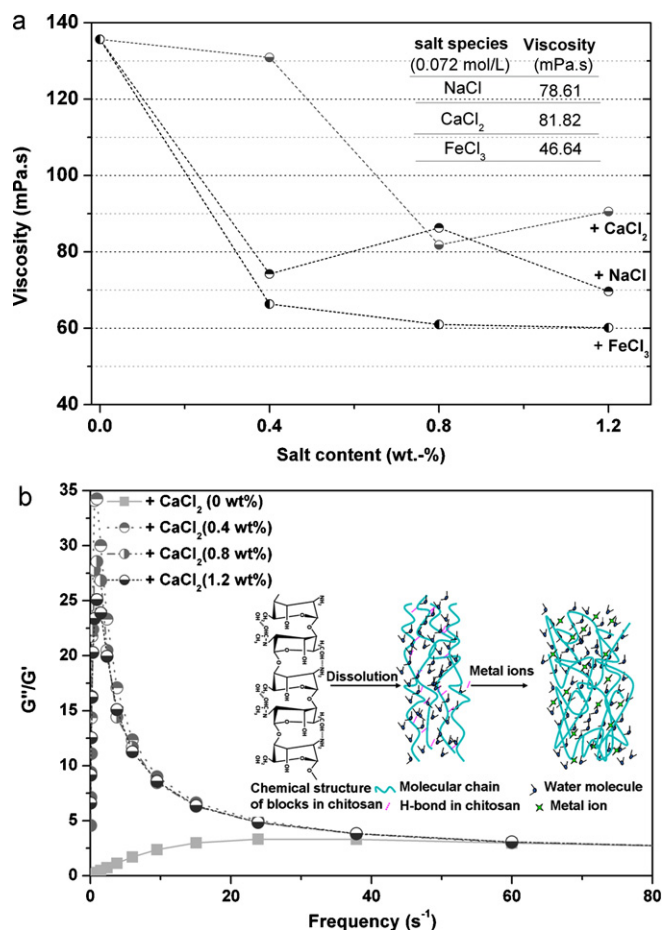 a
140
120
100
80
60
40
Viscosity (mPa.s)
salt species Viscosity
(0.072 mol/L) (mPa.s)
NaCl 78.61
CaCl₂ 81.82
FeCl₃ 46.64
+ CaCl₂
+ NaCl
+ FeCl₃
0.0 0.4 0.8 1.2
Salt content (wt.-%)
b
35
30
25
20
15
10
5
0
G''/G'
+ CaCl₂ (0 wt%)
+ CaCl₂(0.4 wt%)
+ CaCl₂(0.8 wt%)
+ CaCl₂(1.2 wt%)
Dissolution
Metal ions
Chemical structure
of blocks in chitosan
Molecular chain
H-bond in chitosan
Water molecule
Metal ion
0 20 40 60 80
Frequency (s⁻¹)